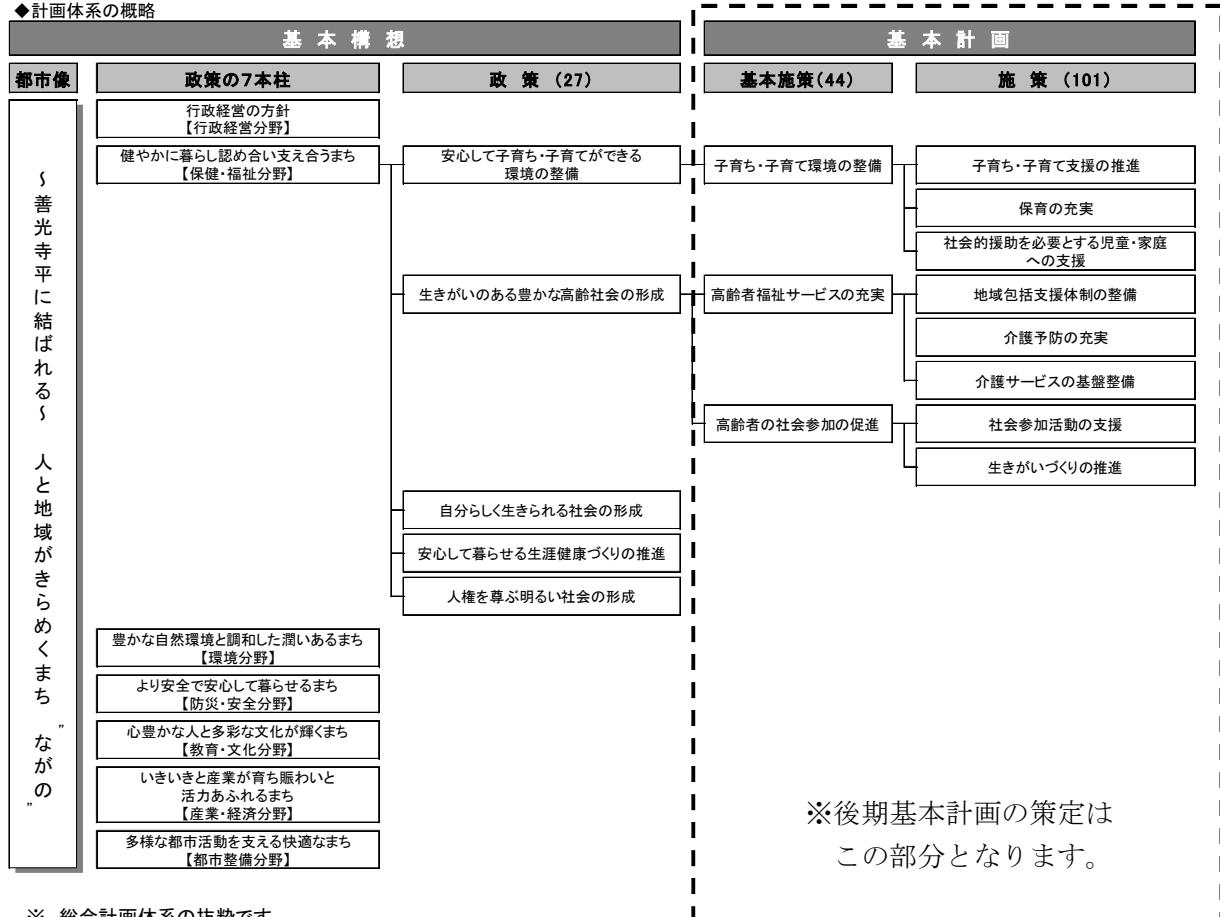 ◆計画体系の概略
基 本 構 想
基 本 計 画
都市像
政策の7本柱
政 策 (27)
基本施策(44)
施 策 (101)
~善光寺平に結ばれる~ 人と地域がきらめくまち "ながの"
行政経営の方針
【行政経営分野】
健やかに暮らし認め合い支え合うまち
【保健・福祉分野】
安心して子育ち・子育てができる
環境の整備
子育ち・子育て環境の整備
子育ち・子育て支援の推進
保育の充実
社会的援助を必要とする児童・家庭
への支援
生きがいのある豊かな高齢社会の形成
高齢者福祉サービスの充実
地域包括支援体制の整備
介護予防の充実
介護サービスの基盤整備
高齢者の社会参加の促進
社会参加活動の支援
生きがいづくりの推進
自分らしく生きられる社会の形成
安心して暮らせる生涯健康づくりの推進
人権を尊ぶ明るい社会の形成
豊かな自然環境と調和した潤いあるまち
【環境分野】
より安全で安心して暮らせるまち
【防災・安全分野】
心豊かな人と多彩な文化が輝くまち
【教育・文化分野】
いきいきと産業が育ち賑わいと
活力あふれるまち
【産業・経済分野】
多様な都市活動を支える快適なまち
【都市整備分野】
※後期基本計画の策定は
この部分となります。
※ 総合計画体系の抜粋です